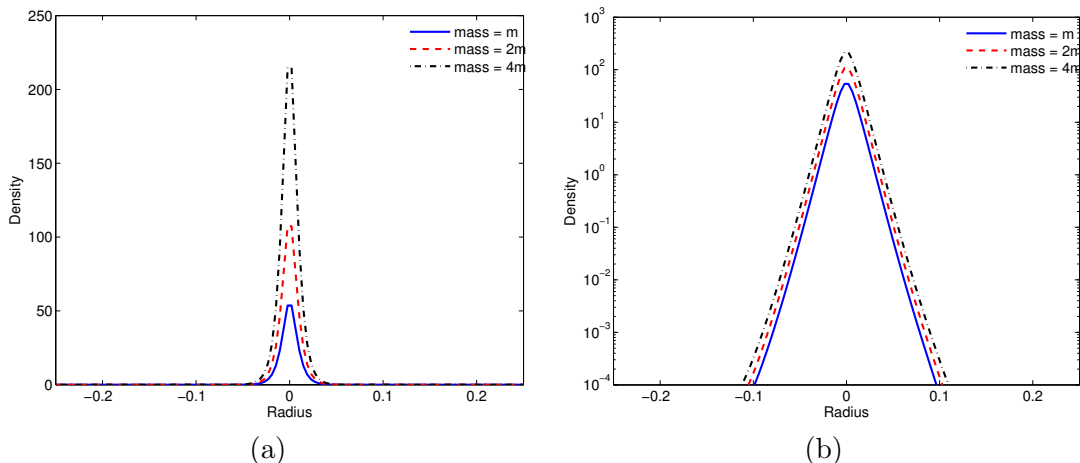 250
200
150
100
50
0
Density
−0.2
−0.1
0
0.1
0.2
Radius
mass = m
mass = 2m
mass = 4m
(a)
10^3
10^2
10^1
10^0
10^−1
10^−2
10^−3
10^−4
Density
−0.2
−0.1
0
0.1
0.2
Radius
mass = m
mass = 2m
mass = 4m
(b)